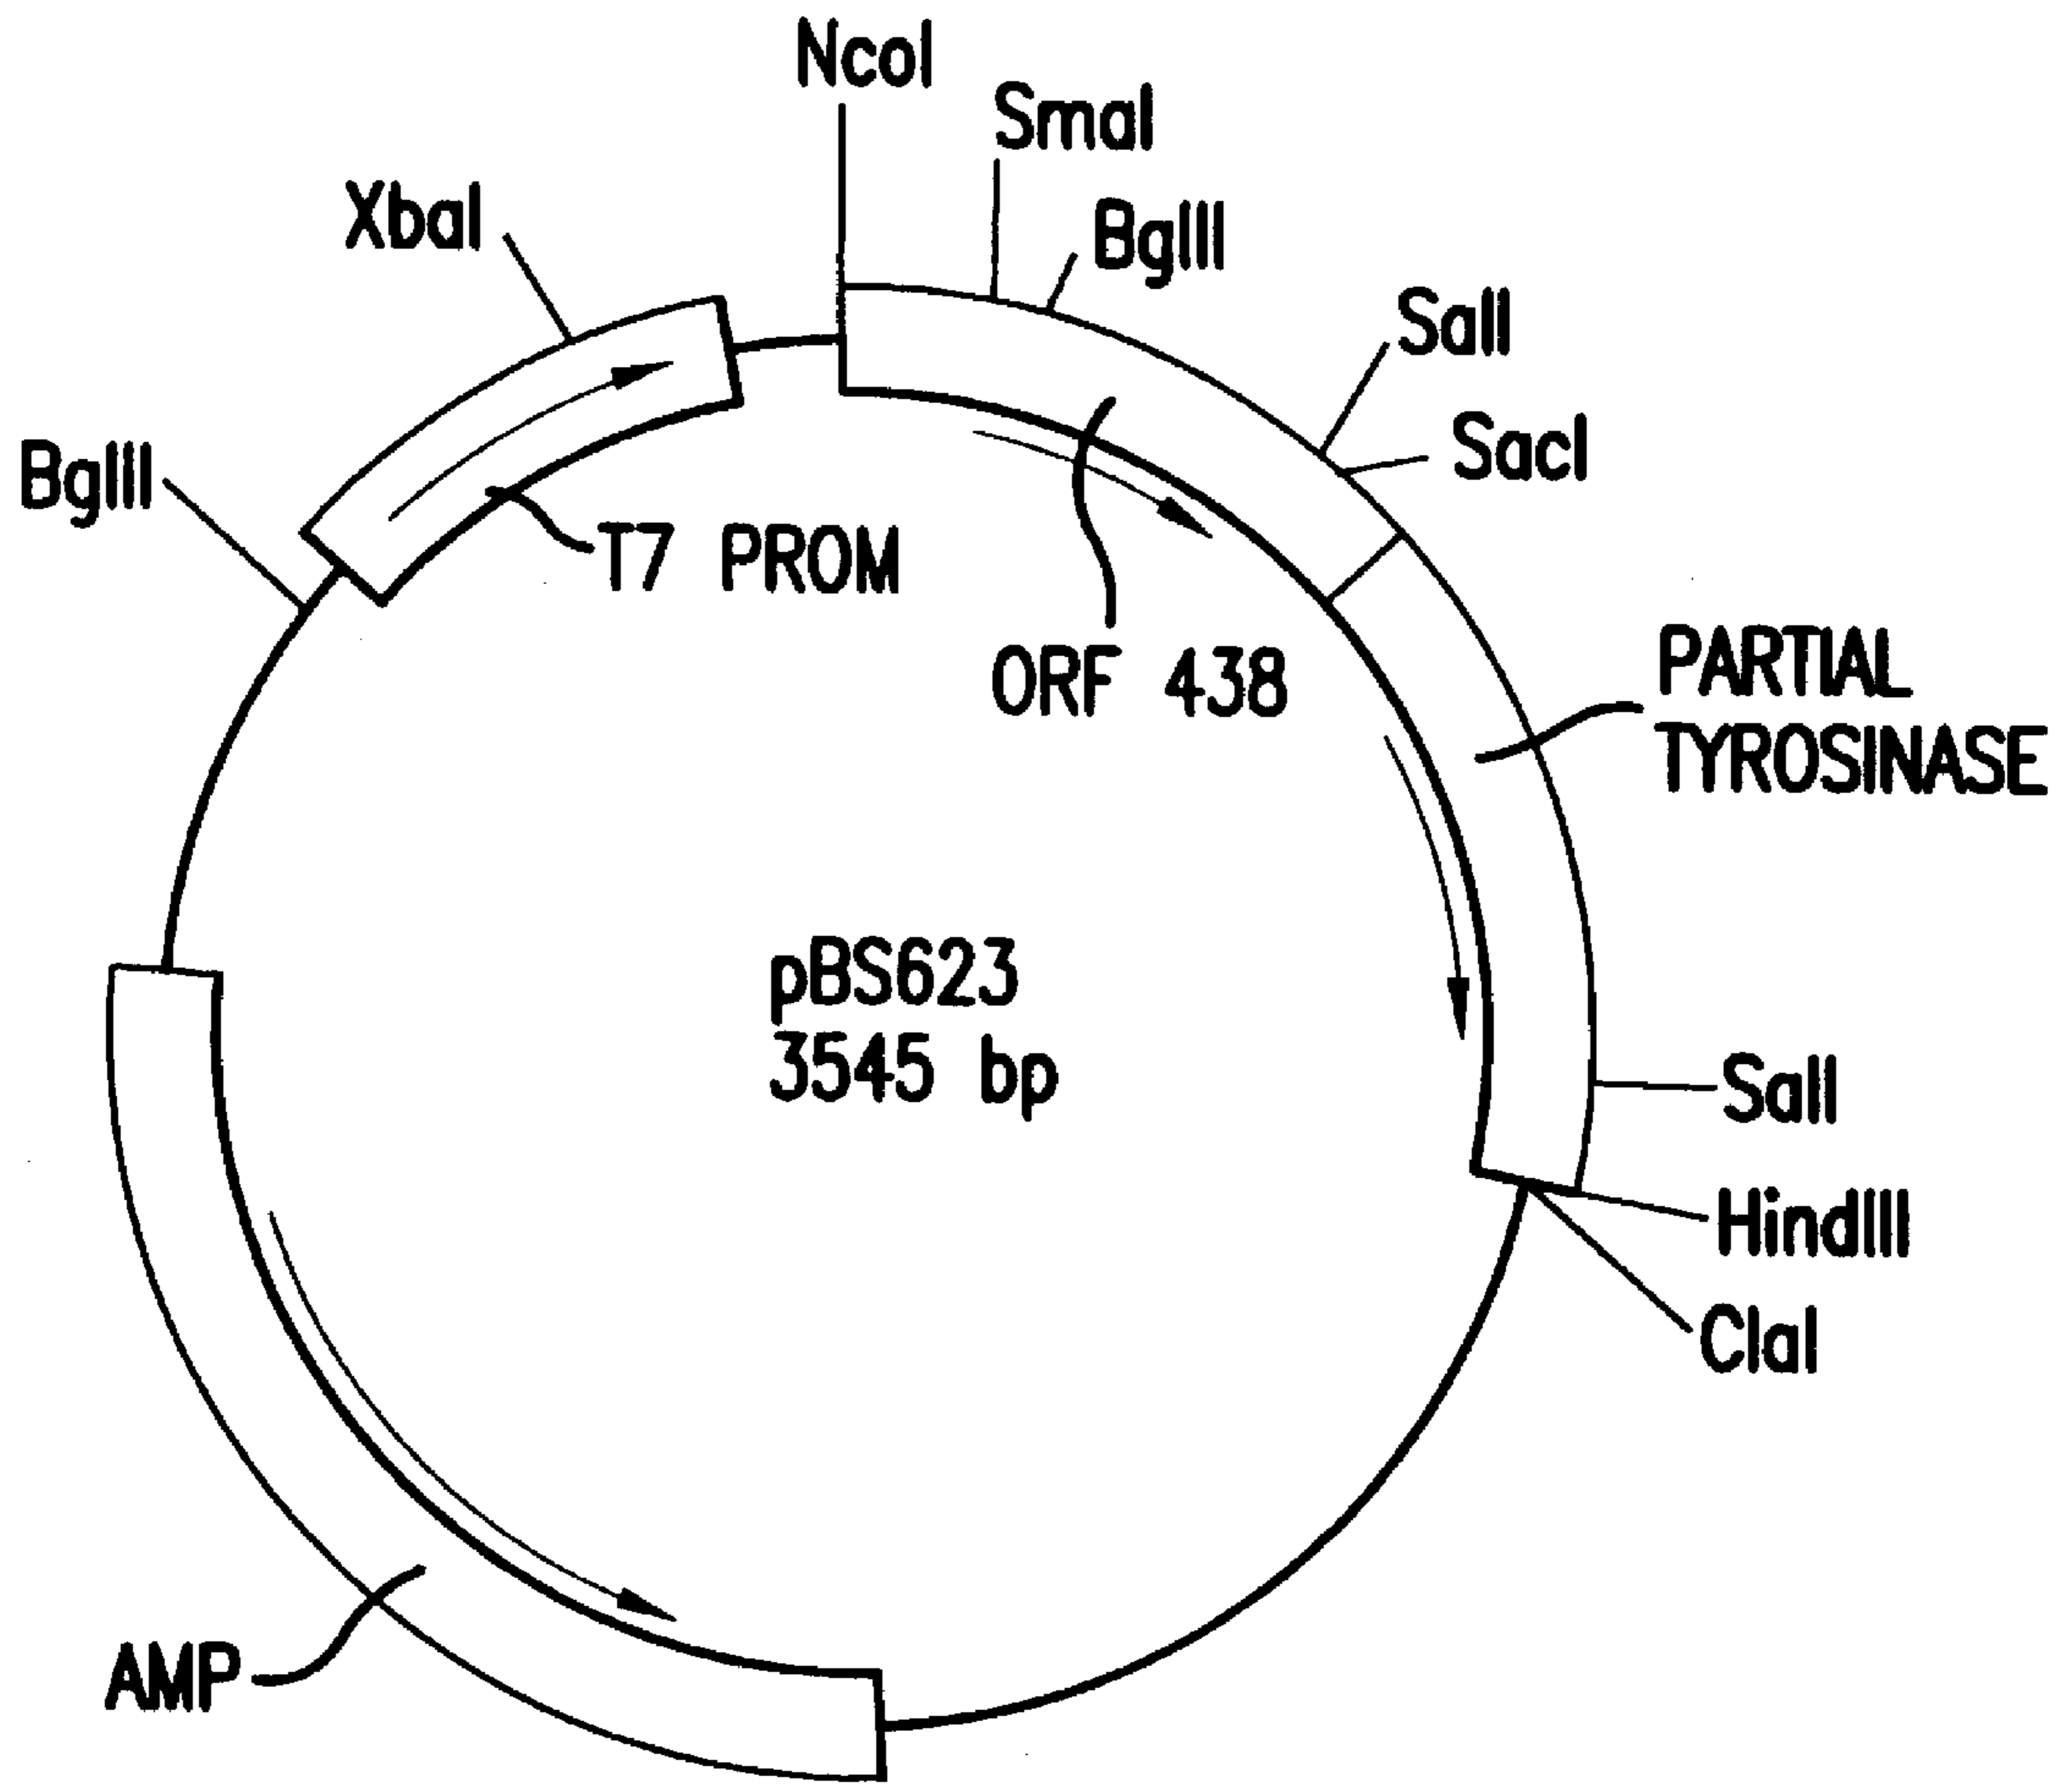 NcoI
SmaI
XbaI
BglII
SalI
SacI
BglII
T7 PROM
ORF 438
PARTIAL
TYROSINASE
pBS623
3545 bp
SalI
HindIII
ClaI
AMP